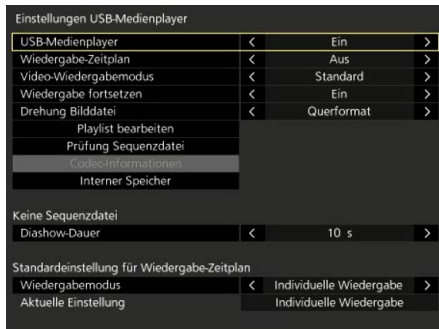 Einstellungen USB-Medienplayer
USB-Medienplayer < Ein >
Wiedergabe-Zeitplan < Aus >
Video-Wiedergabemodus < Standard >
Wiedergabe fortsetzen < Ein >
Drehung Bilddatei < Querformat >
Playlist bearbeiten
Prüfung Sequenzdatei
Codec-Informationen
Interner Speicher
Keine Sequenzdatei
Diashow-Dauer < 10 s >
Standardeinstellung für Wiedergabe-Zeitplan
Wiedergabemodus < Individuelle Wiedergabe >
Aktuelle Einstellung Individuelle Wiedergabe